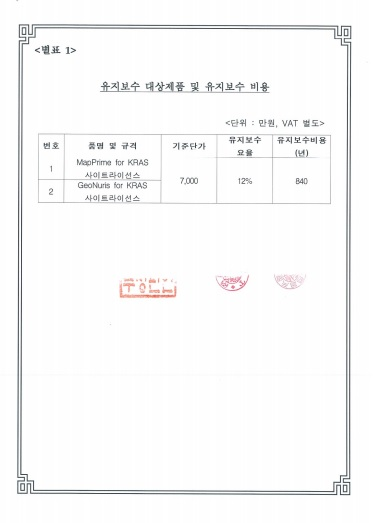 <별표 1>
유지보수 대상제품 및 유지보수 비용
<단위 : 만원, VAT 별도>
번호 품명 및 규격 기준단가 유지보수 요율 유지보수비용 (년)
1 MapPrime for KRAS 사이트라이선스 7,000 12% 840
2 GeoNuris for KRAS 사이트라이선스